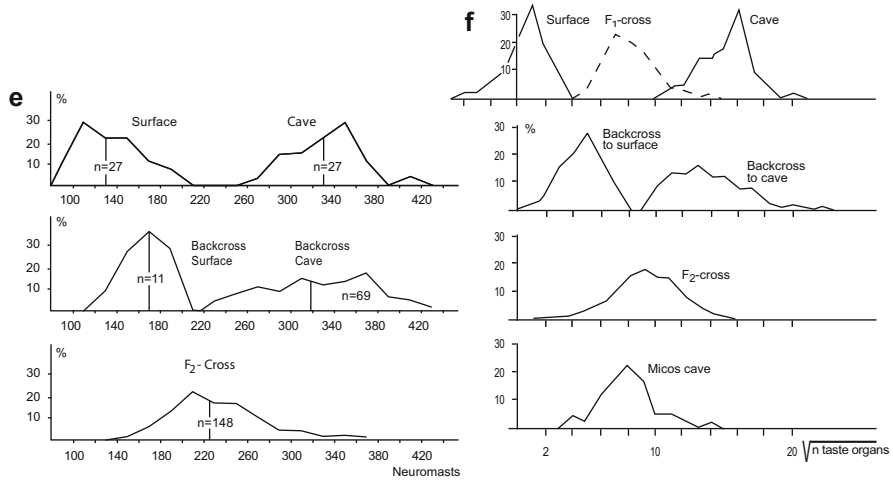 e
%
30
20
10
Surface
Cave
n=27
n=27
100 140 180 220 260 300 340 380 420
%
30
20
10
Backcross
Surface
Backcross
Cave
n=11
n=69
100 140 180 220 260 300 340 380 420
%
30
20
10
F2- Cross
n=148
100 140 180 220 260 300 340 380 420
Neuromasts
f
30
20
10
Surface
F1-cross
Cave
%
30
20
10
Backcross
to surface
Backcross
to cave
30
20
10
F2-cross
30
20
10
Micos cave
2 10 20 √n taste organs